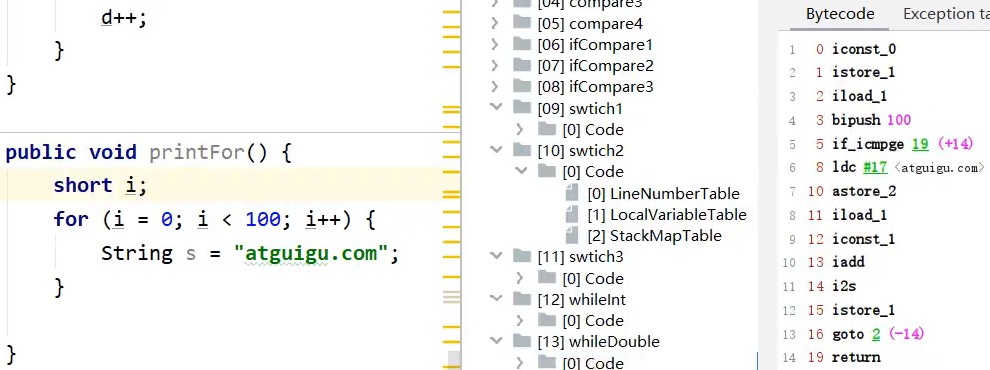 d++;
}
}
public void printFor() {
short i;
for (i = 0; i < 100; i++) {
String s = "atguigu.com";
}
}
[04] compare3
[05] compare4
[06] ifCompare1
[07] ifCompare2
[08] ifCompare3
[09] swtich1
[0] Code
[10] swtich2
[0] Code
[0] LineNumberTable
[1] LocalVariableTable
[2] StackMapTable
[11] swtich3
[0] Code
[12] whileInt
[0] Code
[13] whileDouble
[0] Code
Bytecode Exception ta
1 0 iconst_0
2 1 istore_1
3 2 iload_1
4 3 bipush 100
5 5 if_icmpge 19 (+14)
6 8 ldc #17 <atguigu.com>
7 10 astore_2
8 11 iload_1
9 12 iconst_1
10 13 iadd
11 14 i2s
12 15 istore_1
13 16 goto 2 (-14)
14 19 return